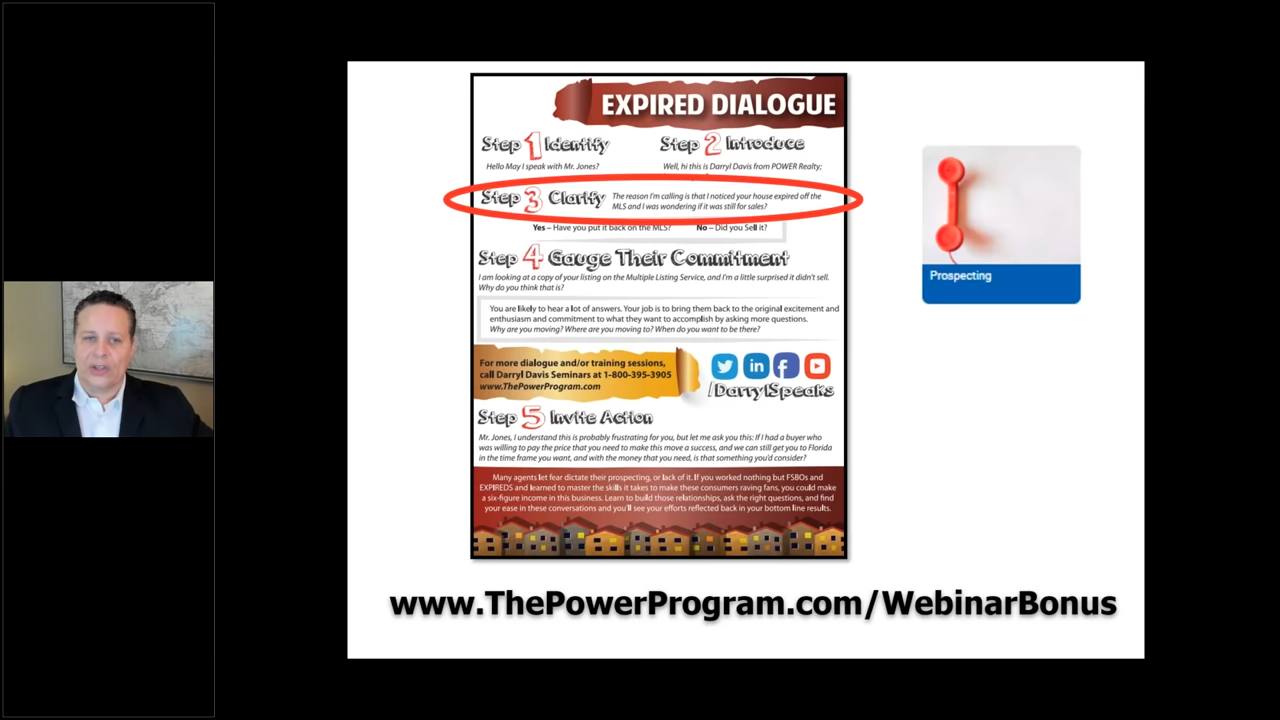 EXPIRED DIALOGUE
Step 1 Identify
Hello May I speak with Mr. Jones?
Step 2 Introduce
Well, hi this is Darryl Davis from POWER Realty;
Step 3 Clarify
The reason I'm calling is that I noticed your house expired off the
MLS and I was wondering if it was still for sales?
Yes – Have you put it back on the MLS?
No – Did you Sell it?
Step 4 Gauge Their Commitment
I am looking at a copy of your listing on the Multiple Listing Service, and I'm a little surprised it didn't sell.
Why do you think that is?
You are likely to hear a lot of answers. Your job is to bring them back to the original excitement and
enthusiasm and commitment to what they want to accomplish by asking more questions.
Why are you moving? Where are you moving to? When do you want to be there?
For more dialogue and/or training sessions,
call Darryl Davis Seminars at 1-800-395-3905
www.ThePowerProgram.com
/DarrylSpeaks
Step 5 Invite Action
Mr. Jones, I understand this is probably frustrating for you, but let me ask you this: If I had a buyer who
was willing to pay the price that you need to make this move a success, and we can still get you to Florida
in the time frame you want, and with the money that you need, is that something you'd consider?
Many agents let fear dictate their prospecting, or lack of it. If you worked nothing but FSBOs and
EXPIREDS and learned to master the skills it takes to make these consumers raving fans, you could make
a six-figure income in this business. Learn to build those relationships, ask the right questions, and find
your ease in these conversations and you'll see your efforts reflected back in your bottom line results.
Prospecting
www.ThePowerProgram.com/WebinarBonus